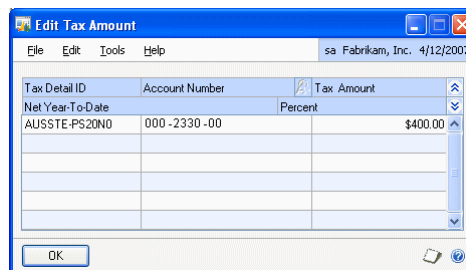 Edit Tax Amount
File Edit Tools Help sa Fabrikam, Inc. 4/12/2007
Tax Detail ID Account Number Tax Amount
Net Year-To-Date Percent
AUSSTE-PS20N0 000 -2330 -00 $400.00
OK